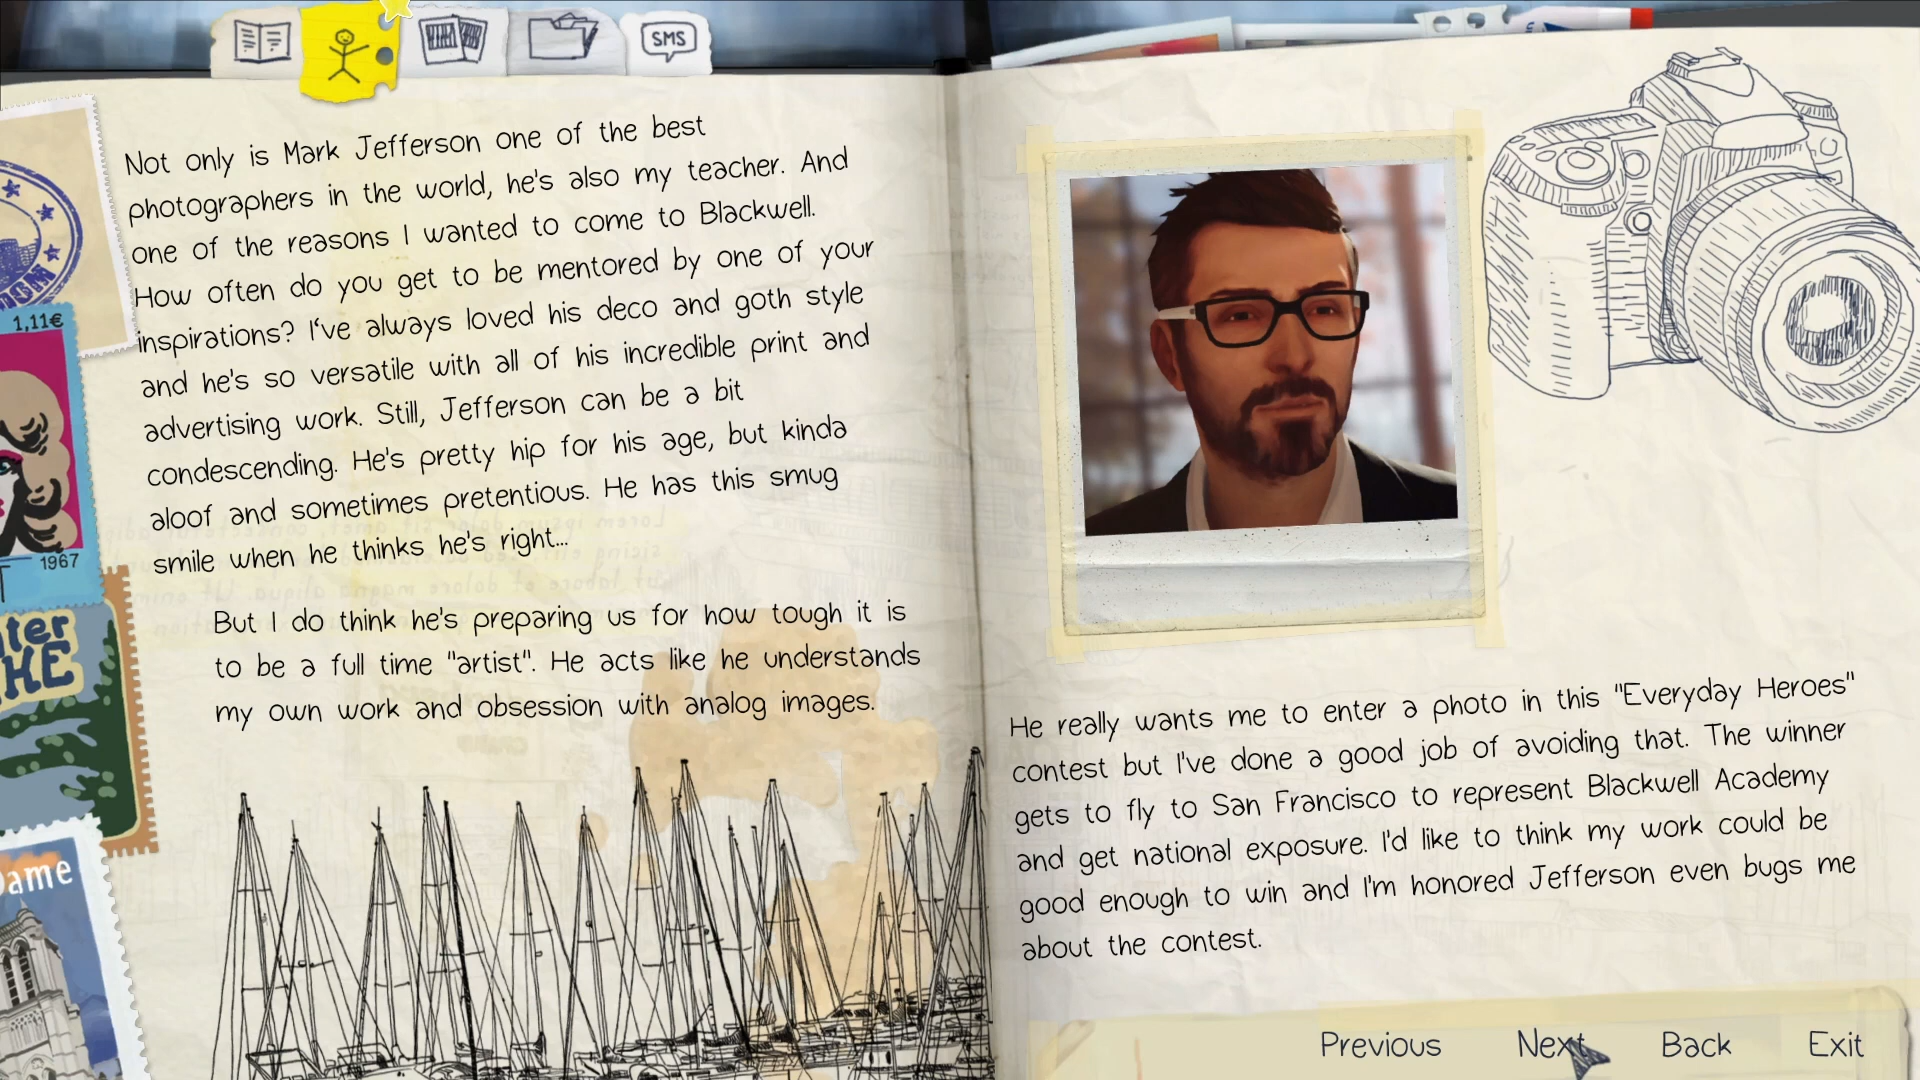 SMS
Not only is Mark Jefferson one of the best
photographers in the world, he's also my teacher. And
one of the reasons I wanted to come to Blackwell.
How often do you get to be mentored by one of your
inspirations? I've always loved his deco and goth style
and he's so versatile with all of his incredible print and
advertising work. Still, Jefferson can be a bit
condescending. He's pretty hip for his age, but kinda
aloof and sometimes pretentious. He has this smug
smile when he thinks he's right...
But I do think he's preparing us for how tough it is
to be a full time "artist". He acts like he understands
my own work and obsession with analog images.
1,11€
1967
He really wants me to enter a photo in this "Everyday Heroes"
contest but I've done a good job of avoiding that. The winner
gets to fly to San Francisco to represent Blackwell Academy
and get national exposure. I'd like to think my work could be
good enough to win and I'm honored Jefferson even bugs me
about the contest.
Previous Next Back Exit